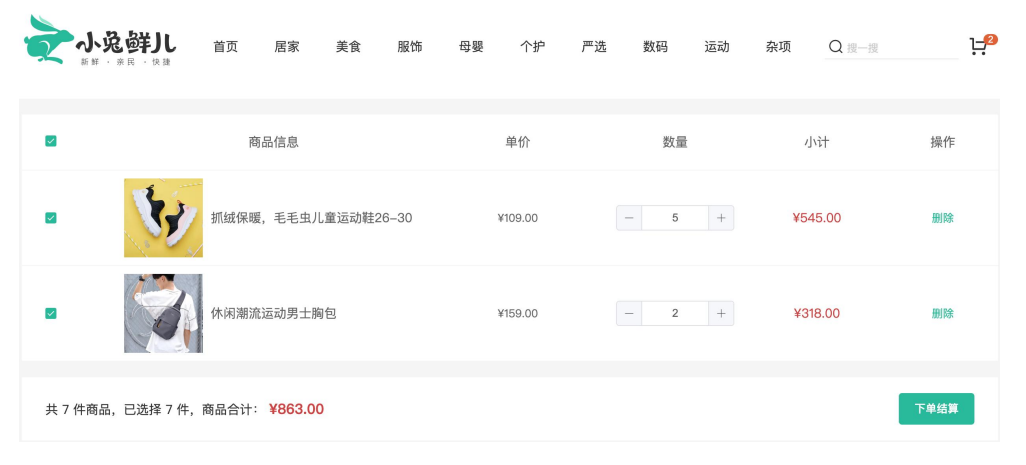 小兔鲜儿
新鲜 · 亲民 · 快捷
首页 居家 美食 服饰 母婴 个护 严选 数码 运动 杂项 搜一搜 2
商品信息 单价 数量 小计 操作
抓绒保暖，毛毛虫儿童运动鞋26-30 ¥109.00 − 5 + ¥545.00 删除
休闲潮流运动男士胸包 ¥159.00 − 2 + ¥318.00 删除
共 7 件商品，已选择 7 件，商品合计： ¥863.00 下单结算